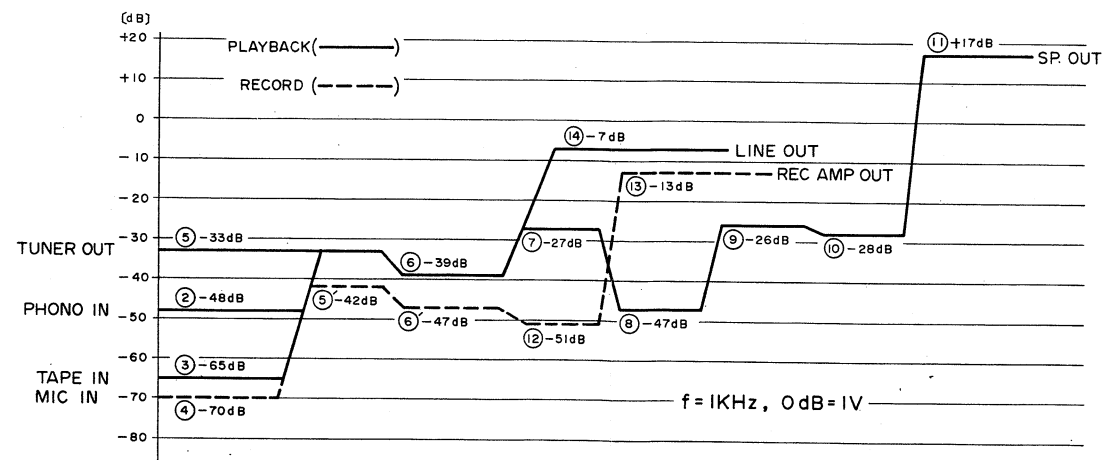 (dB)
+20
+10
0
-10
-20
-30
-40
-50
-60
-70
-80
PLAYBACK(———)
RECORD (— — —)
⑪+17dB
SP. OUT
⑭-7dB
LINE OUT
⑬-13dB
REC AMP OUT
TUNER OUT
⑤-33dB
⑥-39dB
⑦-27dB
⑨-26dB
⑩-28dB
PHONO IN
②-48dB
⑤'-42dB
⑥'-47dB
⑫-51dB
⑧-47dB
TAPE IN
③-65dB
MIC IN
④-70dB
f=1KHz, 0dB=1V